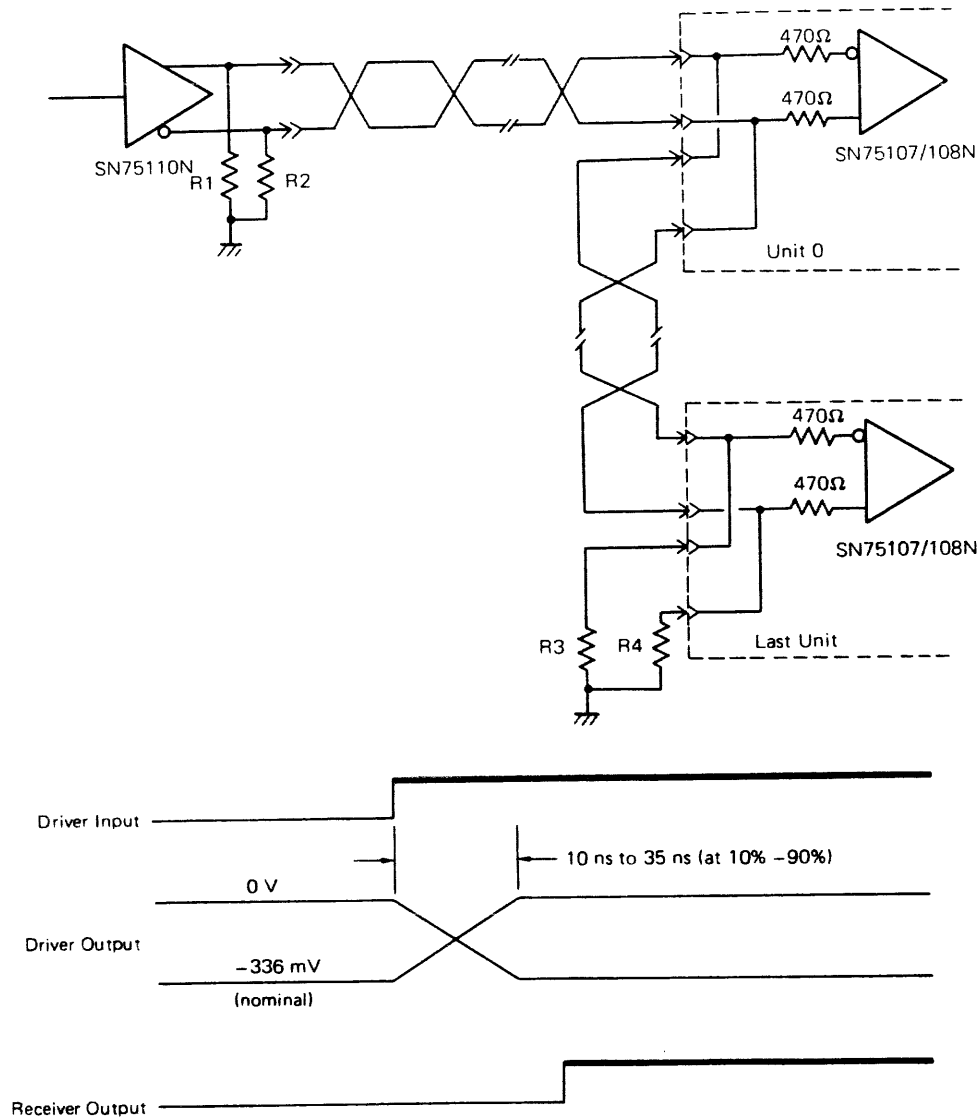 470Ω
470Ω
SN75110N
R1
R2
SN75107/108N
Unit 0
470Ω
470Ω
SN75107/108N
R3
R4
Last Unit
Driver Input
10 ns to 35 ns (at 10% -90%)
0 V
Driver Output
-336 mV
(nominal)
Receiver Output